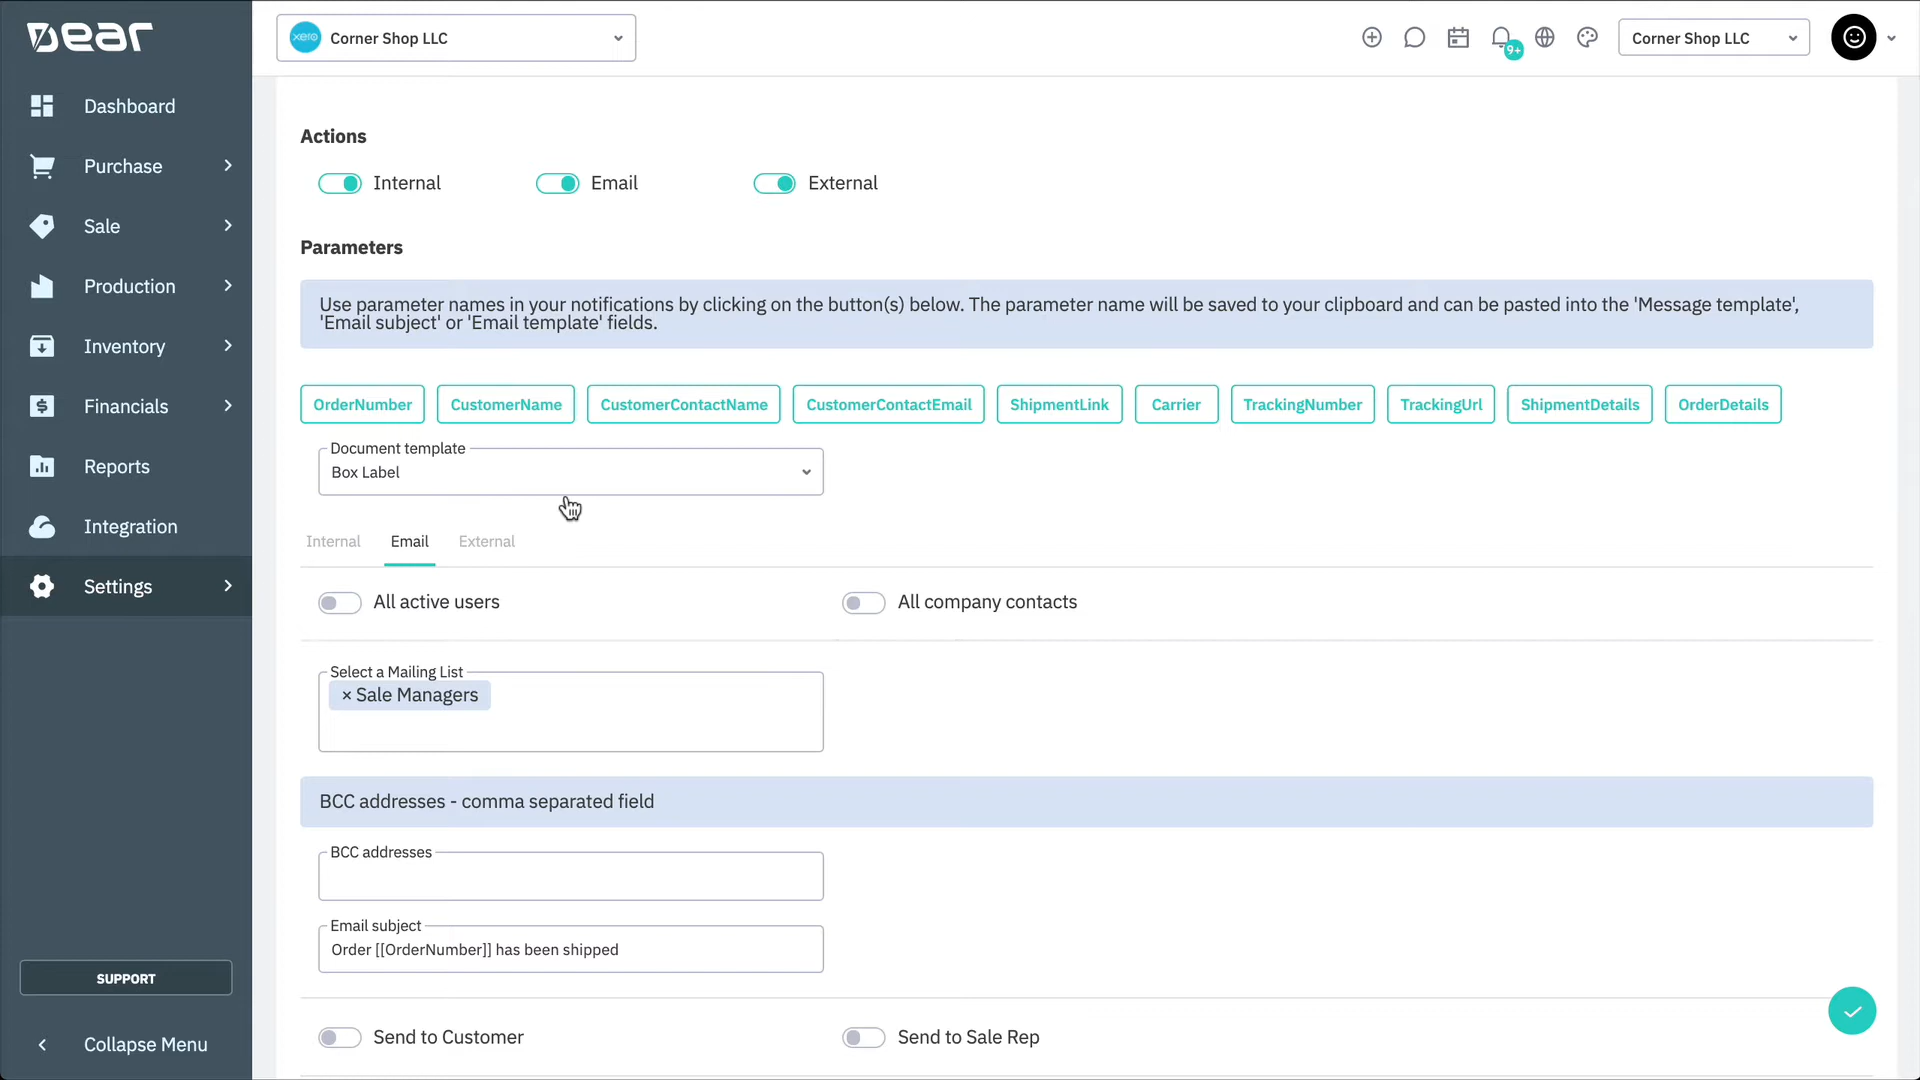 Dear
xero Corner Shop LLC
9+
Corner Shop LLC
Dashboard
Purchase
Sale
Production
Inventory
Financials
Reports
Integration
Settings
SUPPORT
Collapse Menu
Actions
Internal
Email
External
Parameters
Use parameter names in your notifications by clicking on the button(s) below. The parameter name will be saved to your clipboard and can be pasted into the 'Message template',
'Email subject' or 'Email template' fields.
OrderNumber CustomerName CustomerContactName CustomerContactEmail ShipmentLink Carrier TrackingNumber TrackingUrl ShipmentDetails OrderDetails
Document template
Box Label
Internal Email External
All active users
All company contacts
Select a Mailing List
× Sale Managers
BCC addresses - comma separated field
BCC addresses
Email subject
Order [[OrderNumber]] has been shipped
Send to Customer
Send to Sale Rep